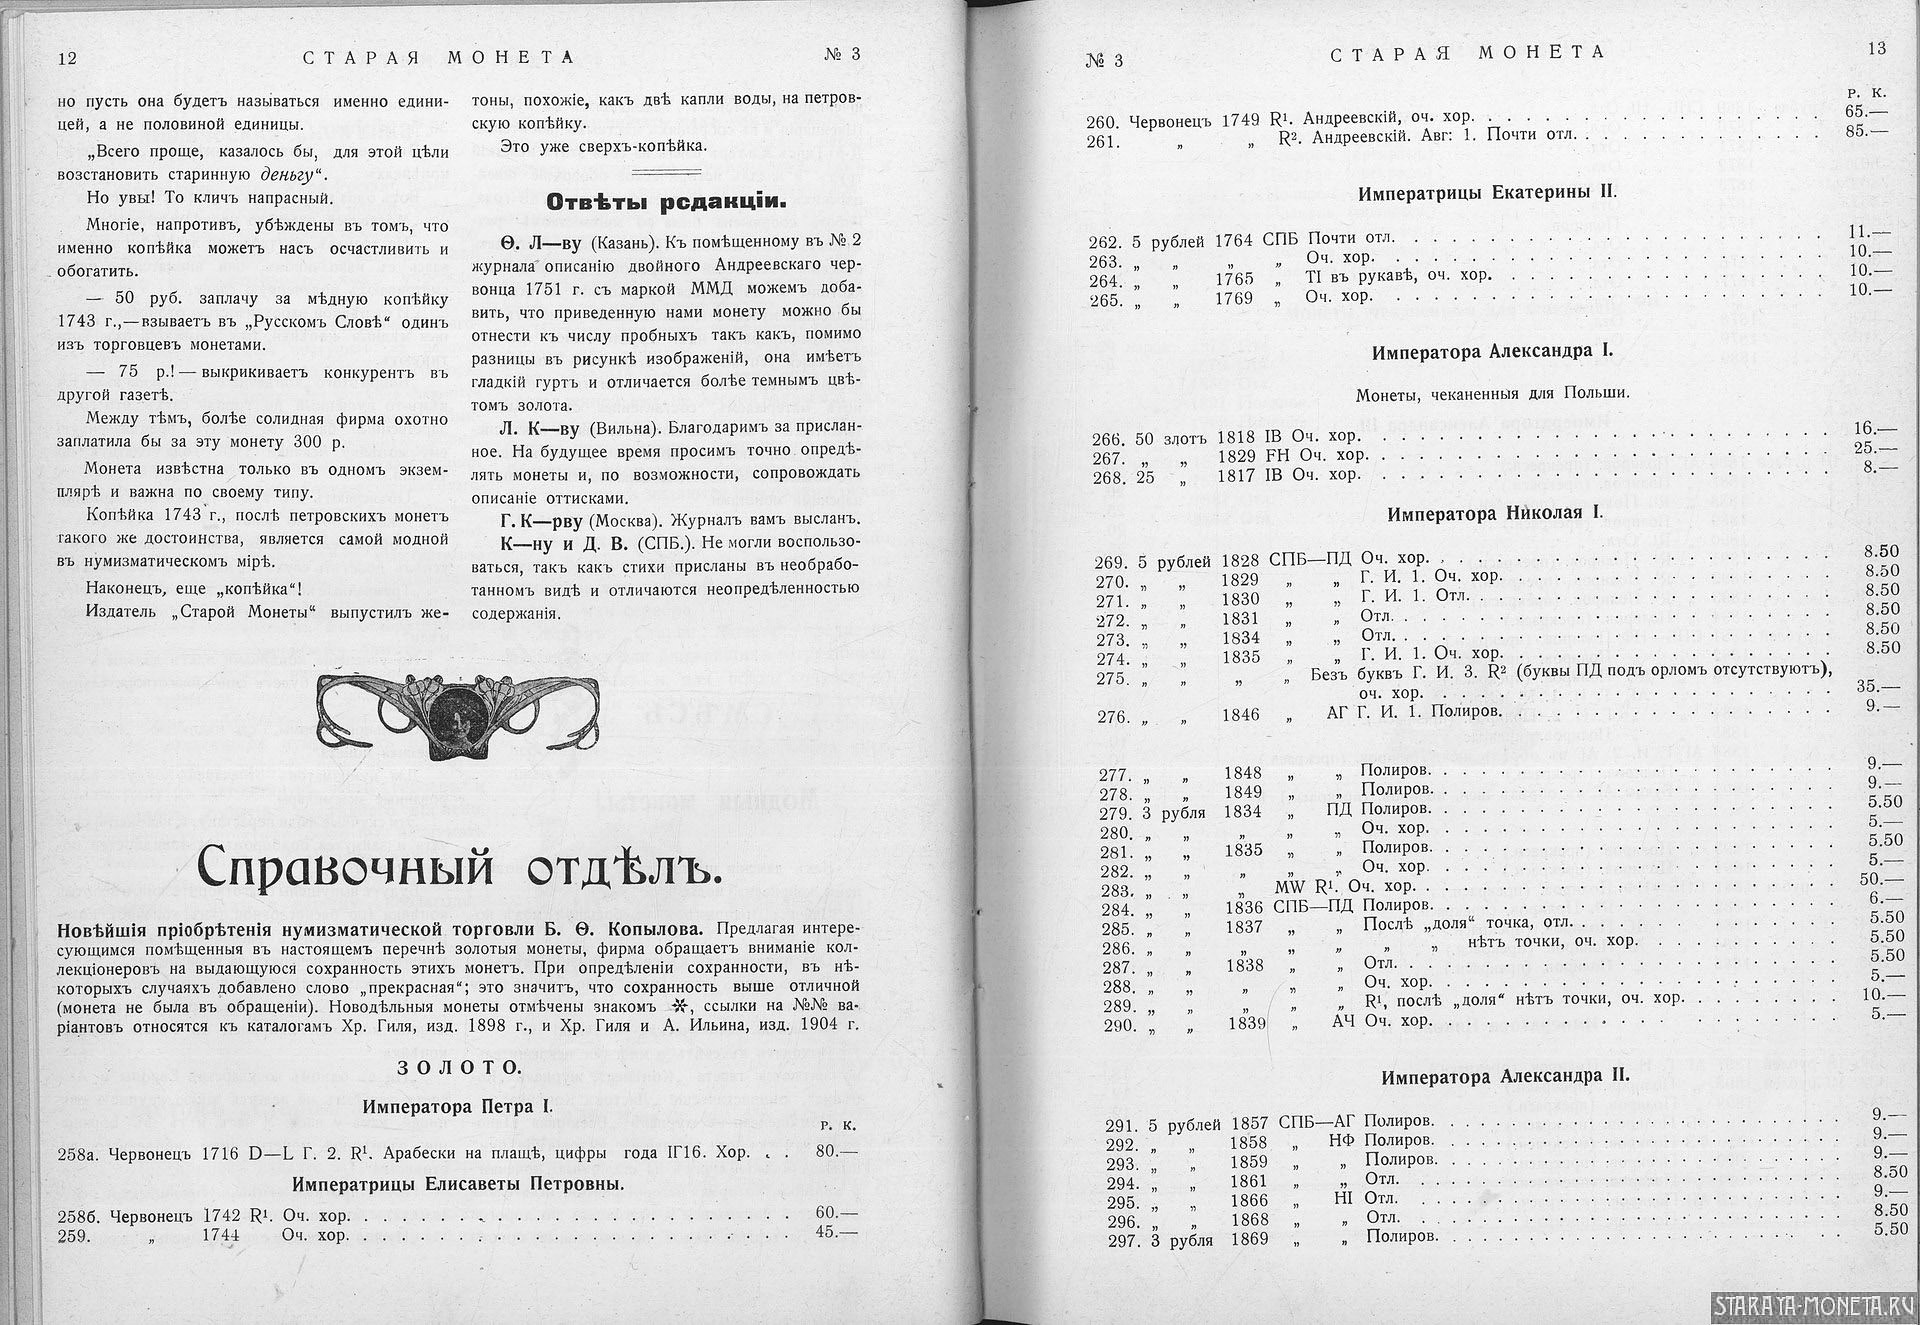 12
СТАРАЯ МОНЕТА
№ 3
но пусть она будетъ называться именно едини-
цей, а не половиной единицы.
„Всего проще, казалось бы, для этой цѣли
возстановить старинную деньгу“.
Но увы! То кличъ напрасный.
Многіе, напротивъ, убѣждены въ томъ, что
именно копѣйка можетъ насъ осчастливить и
обогатить.
— 50 руб. заплачу за мѣдную копѣйку
1743 г.,—взываетъ въ „Русскомъ Словѣ“ одинъ
изъ торговцевъ монетами.
— 75 р.!—выкрикиваетъ конкурентъ въ
другой газетѣ.
Между тѣмъ, болѣе солидная фирма охотно
заплатила бы за эту монету 300 р.
Монета извѣстна только въ одномъ экзем-
плярѣ и важна по своему типу.
Копѣйка 1743 г., послѣ петровскихъ монетъ
такого же достоинства, является самой модной
въ нумизматическомъ мірѣ.
Наконецъ, еще „копѣйка“!
Издатель „Старой Монеты“ выпустилъ же-
тоны, похожіе, какъ двѣ капли воды, на петров-
скую копѣйку.
Это уже сверхъ-копѣйка.
Отвѣты рсдакціи.
Ѳ. Л—ву (Казань). Къ помѣщенному въ № 2
журнала описанію двойного Андреевскаго чер-
вонца 1751 г. съ маркой ММД можемъ доба-
вить, что приведенную нами монету можно бы
отнести къ числу пробныхъ такъ какъ, помимо
разницы въ рисункѣ изображеній, она имѣетъ
гладкій гуртъ и отличается болѣе темнымъ цвѣ-
томъ золота.
Л. К—ву (Вильна). Благодаримъ за прислан-
ное. На будущее время просимъ точно опредѣ-
лять монеты и, по возможности, сопровождать
описаніе оттисками.
Г. К—рву (Москва). Журналъ вамъ высланъ.
К—ну и Д. В. (СПБ.). Не могли воспользо-
ваться, такъ какъ стихи присланы въ необрабо-
танномъ видѣ и отличаются неопредѣленностью
содержанія.
Справочный отдѣлъ.
Новѣйшія пріобрѣтенія нумизматической торговли Б. Ѳ. Копылова. Предлагая интере-
сующимся помѣщенныя въ настоящемъ перечнѣ золотыя монеты, фирма обращаетъ вниманіе кол-
лекціонеровъ на выдающуюся сохранность этихъ монетъ. При опредѣленіи сохранности, въ нѣ-
которыхъ случаяхъ добавлено слово „прекрасная“; это значитъ, что сохранность выше отличной
(монета не была въ обращеніи). Новодѣльныя монеты отмѣчены знакомъ ✲, ссылки на №№ ва-
ріантовъ относятся къ каталогамъ Хр. Гиля, изд. 1898 г., и Хр. Гиля и А. Ильина, изд. 1904 г.
ЗОЛОТО.
Императора Петра I.
Р. К.
258а. Червонецъ 1716 D—L Г. 2. R¹. Арабески на плащѣ, цифры года IГ16. Хор. . . 80.—
Императрицы Елисаветы Петровны.
258б. Червонецъ 1742 R¹. Оч. хор. . . . 60.—
259. „ 1744 Оч. хор. . . . 45.—
№ 3
СТАРАЯ МОНЕТА
13
Р. К.
260. Червонецъ 1749 R¹. Андреевскій, оч. хор. . . . 65.—
261. „ „ R². Андреевскій. Авг: 1. Почти отл. . . . 85.—
Императрицы Екатерины II.
262. 5 рублей 1764 СПБ Почти отл. . . . 11.—
263. „ „ „ „ Оч. хор. . . . 10.—
264. „ „ 1765 „ ТІ въ рукавѣ, оч. хор. . . . 10.—
265. „ „ 1769 „ Оч. хор. . . . 10.—
Императора Александра I.
Монеты, чеканенныя для Польши.
266. 50 злотъ 1818 IB Оч. хор. . . . 16.—
267. „ „ 1829 FH Оч. хор. . . . 25.—
268. 25 „ 1817 IB Оч. хор. . . . 8.—
Императора Николая I.
269. 5 рублей 1828 СПБ—ПД Оч. хор. . . . 8.50
270. „ „ 1829 „ „ Г. И. 1. Оч. хор. . . . 8.50
271. „ „ 1830 „ „ Г. И. 1. Отл. . . . 8.50
272. „ „ 1831 „ „ Отл. . . . 8.50
273. „ „ 1834 „ „ Отл. . . . 8.50
274. „ „ 1835 „ „ Г. И. 1. Оч. хор. . . . 8.50
275. „ „ „ „ Безъ буквъ Г. И. 3. R² (буквы ПД подъ орломъ отсутствуютъ),
оч. хор. . . . 35.—
276. „ „ 1846 „ АГ Г. И. 1. Полиров. . . . 9.—
277. „ „ 1848 „ „ Полиров. . . . 9.—
278. „ „ 1849 „ „ Полиров. . . . 9.—
279. 3 рубля 1834 „ ПД Полиров. . . . 5.50
280. „ „ „ „ „ Оч. хор. . . . 5.—
281. „ „ 1835 „ „ Полиров. . . . 5.50
282. „ „ „ „ „ Оч. хор. . . . 5.—
283. „ „ „ MW R¹. Оч. хор. . . . 50.—
284. „ „ 1836 СПБ—ПД Полиров. . . . 6.—
285. „ „ 1837 „ „ Послѣ „доля“ точка, отл. . . . 5.50
286. „ „ „ „ „ „ „ нѣтъ точки, оч. хор. . . . 5.50
287. „ „ 1838 „ „ Отл. . . . 5.50
288. „ „ „ „ „ Оч. хор. . . . 5.—
289. „ „ „ „ „ R¹, послѣ „доля“ нѣтъ точки, оч. хор. . . . 10.—
290. „ „ 1839 „ АЧ Оч. хор. . . . 5.—
Императора Александра II.
291. 5 рублей 1857 СПБ—АГ Полиров. . . . 9.—
292. „ „ 1858 „ НФ Полиров. . . . 9.—
293. „ „ 1859 „ „ Полиров. . . . 9.—
294. „ „ 1861 „ „ Отл. . . . 8.50
295. „ „ 1866 „ НІ Отл. . . . 9.—
296. „ „ 1868 „ „ Отл. . . . 8.50
297. 3 рубля 1869 „ „ Полиров. . . . 5.50
STARAYA-MONETA.RU